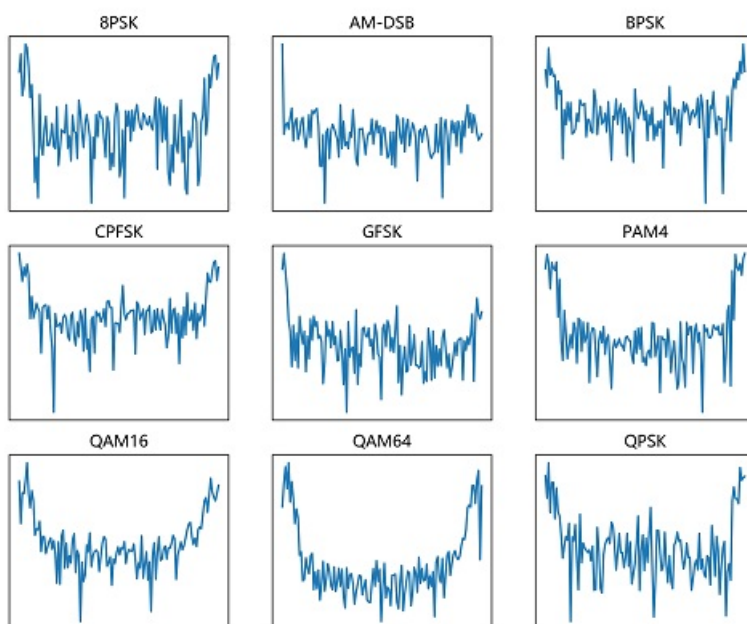 8PSK
AM-DSB
BPSK
CPFSK
GFSK
PAM4
QAM16
QAM64
QPSK